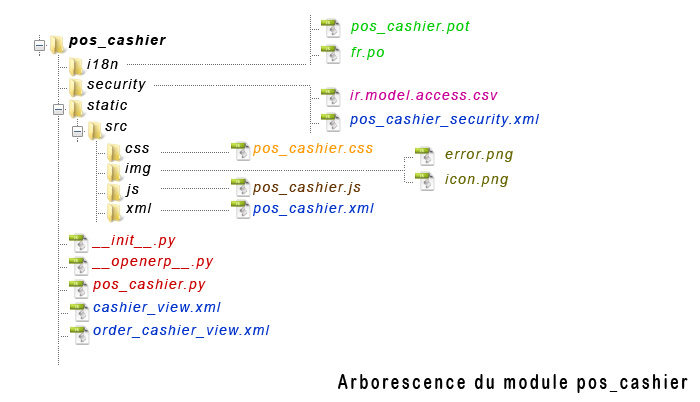 pos_cashier
i18n
pos_cashier.pot
fr.po
security
ir.model.access.csv
pos_cashier_security.xml
static
src
css
pos_cashier.css
img
error.png
icon.png
js
pos_cashier.js
xml
pos_cashier.xml
__init__.py
__openerp__.py
pos_cashier.py
cashier_view.xml
order_cashier_view.xml
Arborescence du module pos_cashier